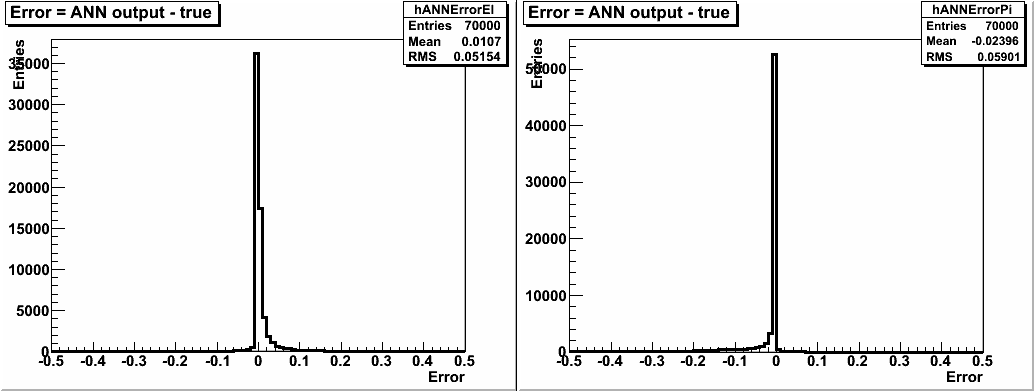 Error = ANN output - true
hANNErrorEl
Entries 70000
Mean 0.0107
RMS 0.05154
Entries
35000
30000
25000
20000
15000
10000
5000
0
-0.5 -0.4 -0.3 -0.2 -0.1 0 0.1 0.2 0.3 0.4 0.5
Error
Error = ANN output - true
hANNErrorPi
Entries 70000
Mean -0.02396
RMS 0.05901
Entries
50000
40000
30000
20000
10000
0
-0.5 -0.4 -0.3 -0.2 -0.1 0 0.1 0.2 0.3 0.4 0.5
Error